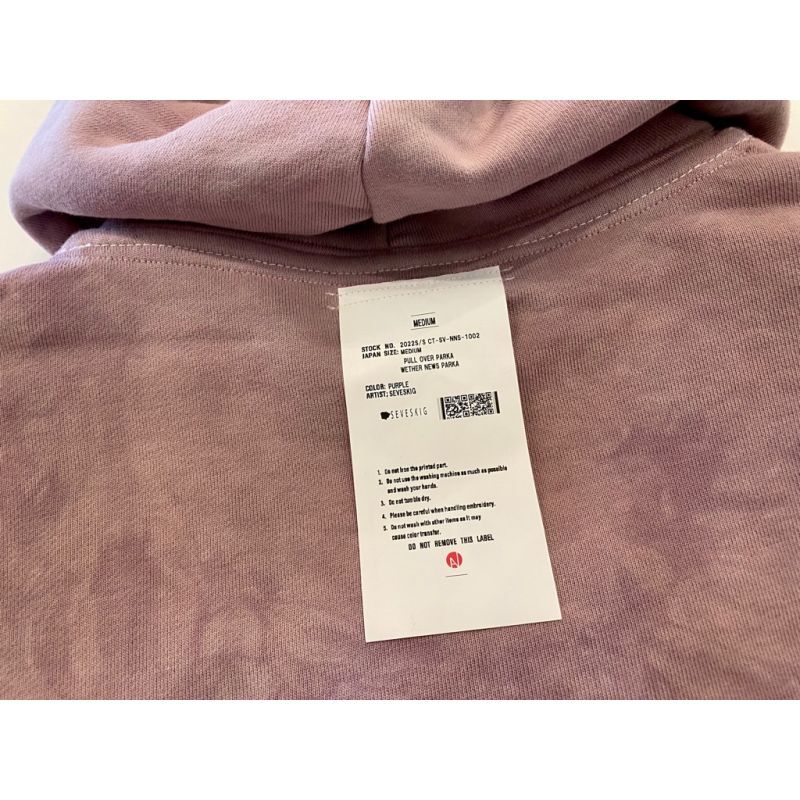 MEDIUM
STOCK NO. 2022S/S CT-SV-NNS-1002
JAPAN SIZE: MEDIUM
PULL OVER PARKA
WETHER NEWS PARKA
COLOR: PURPLE
ARTIST; SEVESKIG
SEVESKIG
1. Do not iron the printed part.
2. Do not use the washing machine as much as possible
and wash your hands.
3. Do not tumble dry.
4. Please be careful when handling embroidery.
5. Do not wash with other items as it may
cause color transfer.
DO NOT REMOVE THIS LABEL